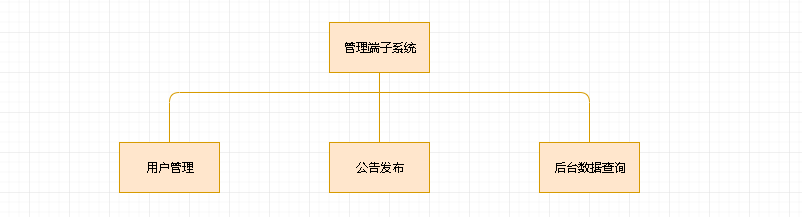 管理端子系统
用户管理
公告发布
后台数据查询